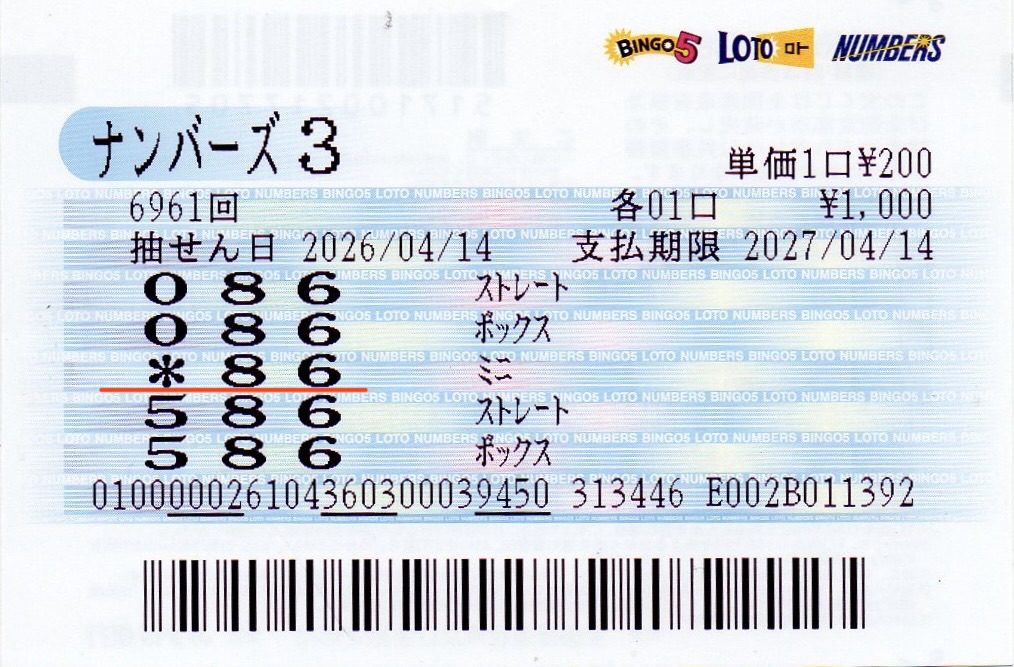 BINGO5 LOTO ロト NUMBERS
ナンバーズ3
単価1口¥200
6961回 各01口 ¥1,000
抽せん日 2026/04/14 支払期限 2027/04/14
0 8 6 ストレート
0 8 6 ボックス
* 8 6 ミニ
5 8 6 ストレート
5 8 6 ボックス
010000026104360300039450 313446 E002B011392